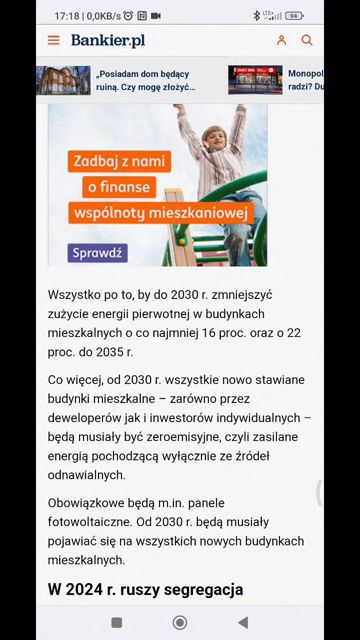 17:18 | 0,0KB/s
94
Bankier.pl
„Posiadam dom będący
ruiną. Czy mogę złożyć…
Monopol
radzi? Du
Zadbaj z nami
o finanse
wspólnoty mieszkaniowej
Sprawdź
Wszystko po to, by do 2030 r. zmniejszyć
zużycie energii pierwotnej w budynkach
mieszkalnych o co najmniej 16 proc. oraz o 22
proc. do 2035 r.
Co więcej, od 2030 r. wszystkie nowo stawiane
budynki mieszkalne – zarówno przez
deweloperów jak i inwestorów indywidualnych –
będą musiały być zeroemisyjne, czyli zasilane
energią pochodzącą wyłącznie ze źródeł
odnawialnych.
Obowiązkowe będą m.in. panele
fotowoltaiczne. Od 2030 r. będą musiały
pojawiać się na wszystkich nowych budynkach
mieszkalnych.
W 2024 r. ruszy segregacja